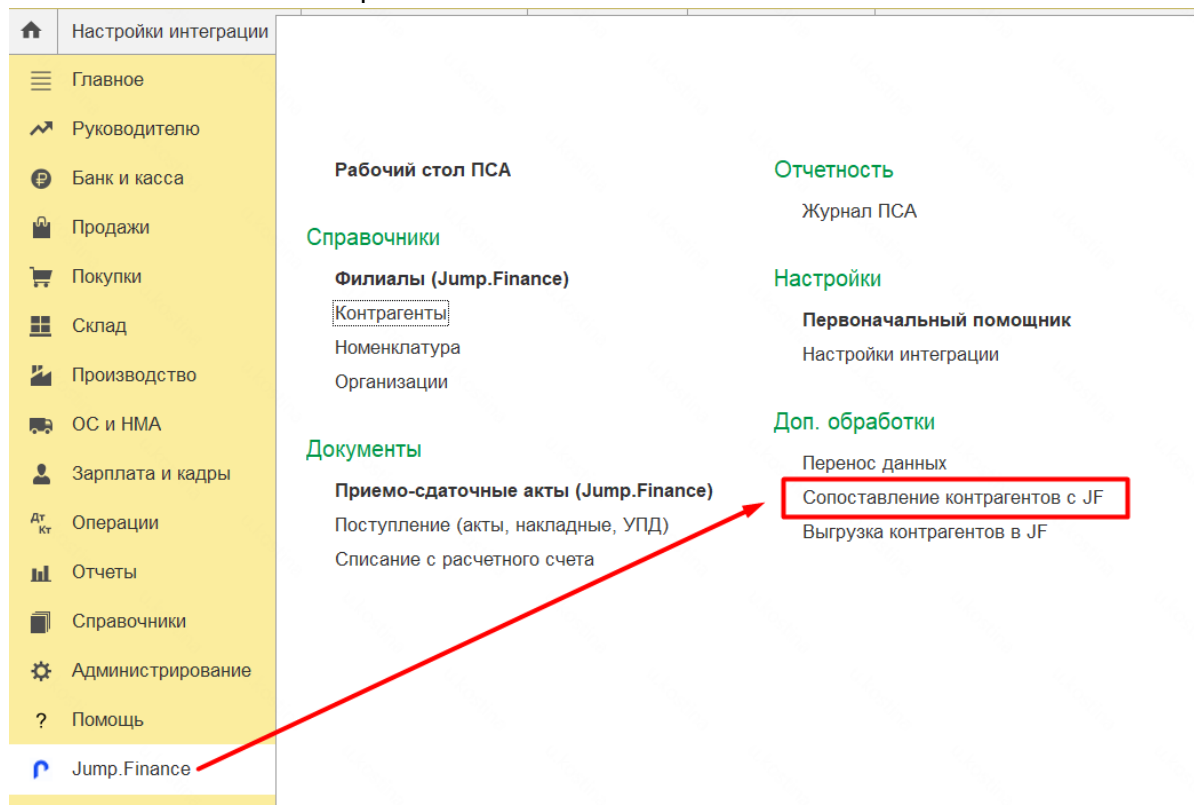 Настройки интеграции
Главное
Руководителю
Банк и касса
Продажи
Покупки
Склад
Производство
ОС и НМА
Зарплата и кадры
Дт Кт Операции
Отчеты
Справочники
Администрирование
? Помощь
Jump.Finance
Рабочий стол ПСА
Справочники
Филиалы (Jump.Finance)
Контрагенты
Номенклатура
Организации
Документы
Приемо-сдаточные акты (Jump.Finance)
Поступление (акты, накладные, УПД)
Списание с расчетного счета
Отчетность
Журнал ПСА
Настройки
Первоначальный помощник
Настройки интеграции
Доп. обработки
Перенос данных
Сопоставление контрагентов с JF
Выгрузка контрагентов в JF